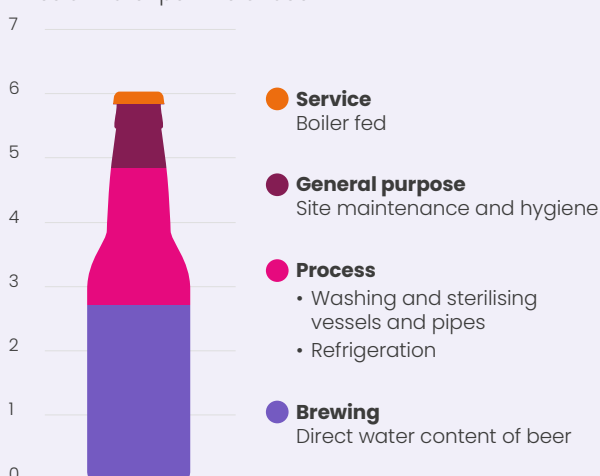 7
6
5
4
3
2
1
0
Service
Boiler fed
General purpose
Site maintenance and hygiene
Process
• Washing and sterilising
vessels and pipes
• Refrigeration
Brewing
Direct water content of beer